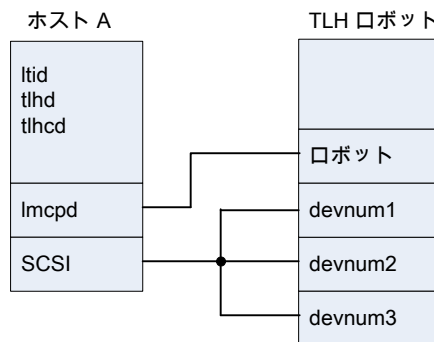 ホスト A
ltid
tlhd
tlhcd
lmcpd
SCSI
TLH ロボット
ロボット
devnum1
devnum2
devnum3